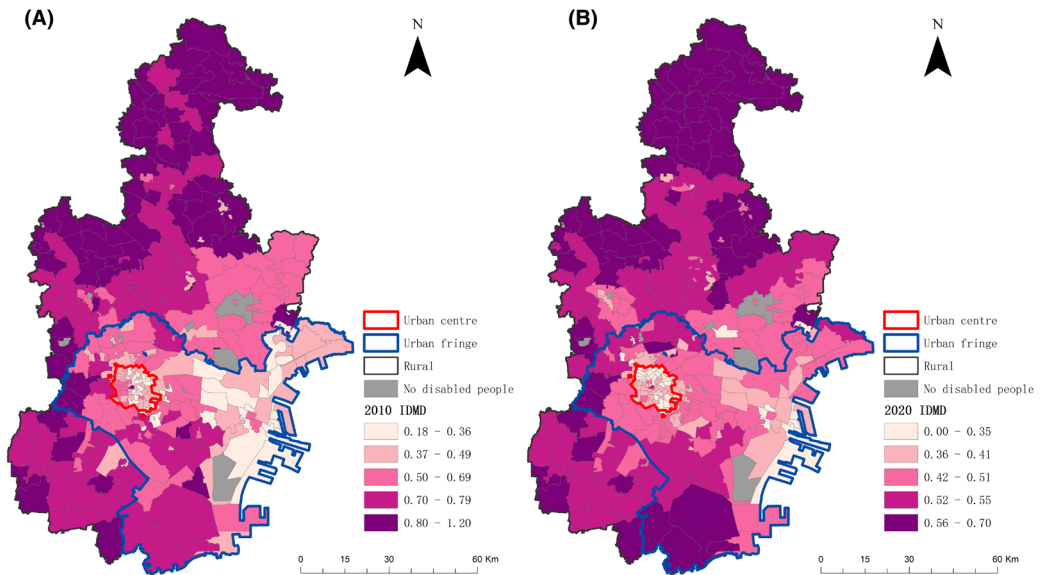 (A)
N
Urban centre
Urban fringe
Rural
No disabled people
2010 IDMD
0.18 - 0.36
0.37 - 0.49
0.50 - 0.69
0.70 - 0.79
0.80 - 1.20
0 15 30 60 Km
(B)
N
Urban centre
Urban fringe
Rural
No disabled people
2020 IDMD
0.00 - 0.35
0.36 - 0.41
0.42 - 0.51
0.52 - 0.55
0.56 - 0.70
0 15 30 60 Km